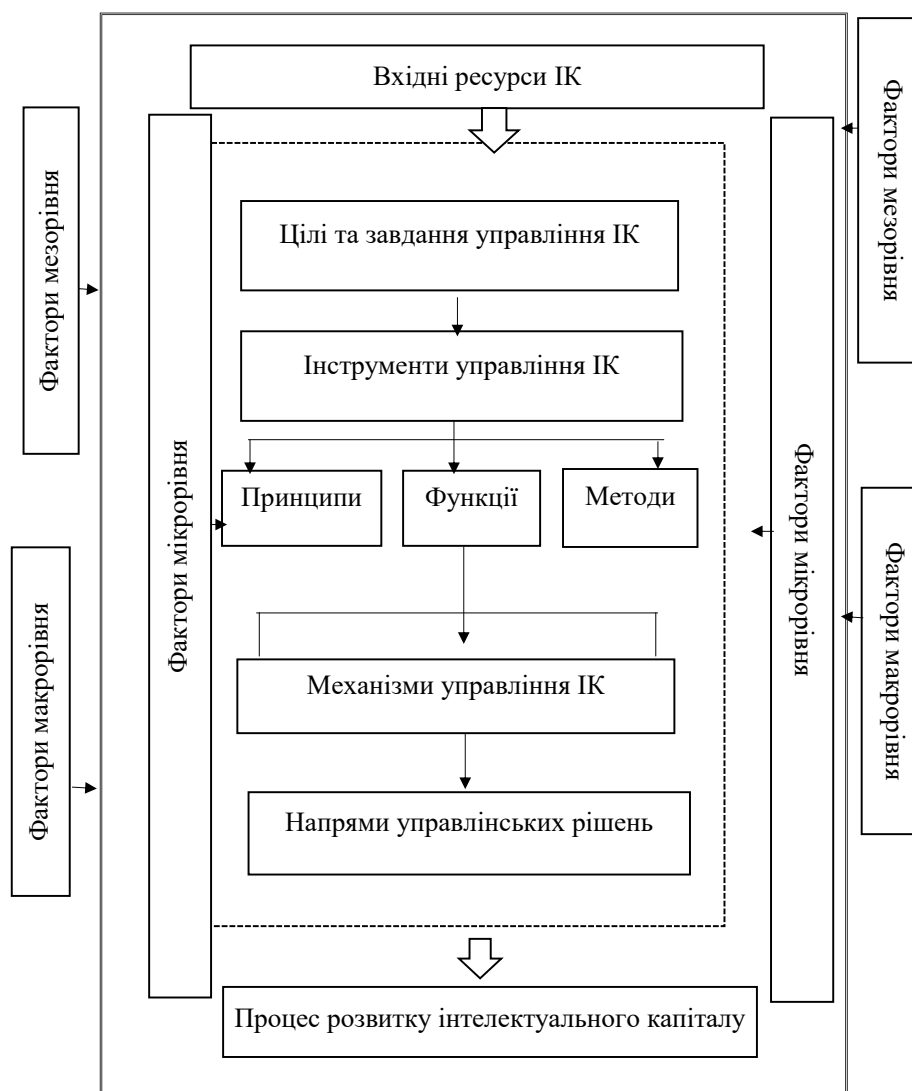 Вхідні ресурси ІК
Фактори мезорівня
Фактори мезорівня
Цілі та завдання управління ІК
Інструменти управління ІК
Фактори мікрорівня
Принципи
Функції
Методи
Фактори мікрорівня
Фактори макрорівня
Фактори макрорівня
Механізми управління ІК
Напрями управлінських рішень
Процес розвитку інтелектуального капіталу